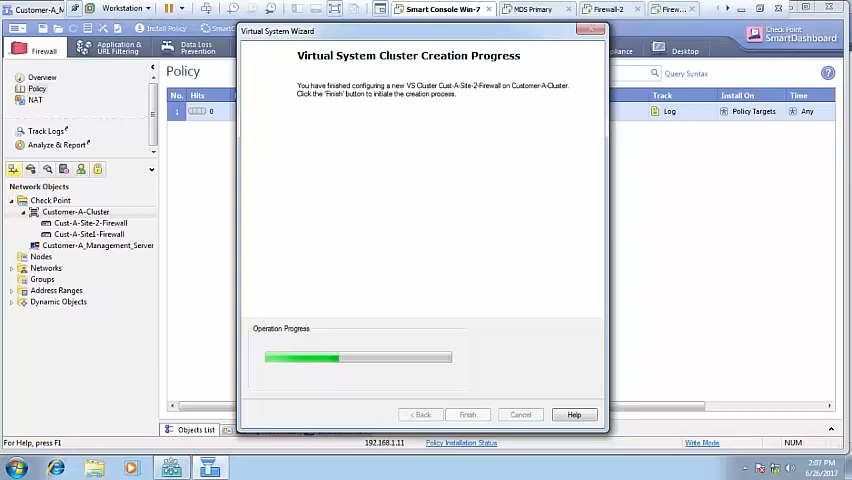 Customer-A_M
Workstation
Smart Console Win-7
MDS Primary
Firewall-2
Firew...
Install Policy
SmartC
Check Point
SmartDashboard
Firewall
Application &
URL Filtering
Data Loss
Prevention
pliance
Desktop
Virtual System Wizard
Virtual System Cluster Creation Progress
You have finished configuring a new VS Cluster Cust-A-Site-2-Firewall on Customer-A-Cluster.
Click the 'Finish' button to initiate the creation process.
Overview
Policy
NAT
Track Logs
Analyze & Report
Policy
Query Syntax
No.
Hits
Track
Install On
Time
1
0
Log
Policy Targets
Any
Network Objects
Check Point
Customer-A-Cluster
Cust-A-Site-2-Firewall
Cust-A-Site1-Firewall
Customer-A_Management_Server
Nodes
Networks
Groups
Address Ranges
Dynamic Objects
Operation Progress
< Back
Finish
Cancel
Help
Objects List
For Help, press F1
192.168.1.11
Policy Installation Status
Write Mode
NUM
2:07 PM
6/26/2017